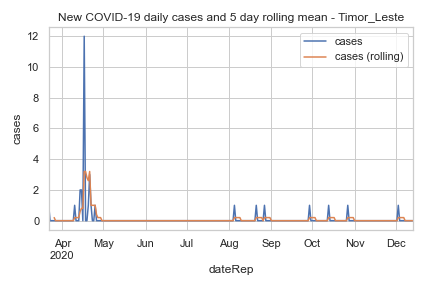 New COVID-19 daily cases and 5 day rolling mean - Timor_Leste
cases
cases (rolling)
12
10
8
6
4
2
0
cases
Apr May Jun Jul Aug Sep Oct Nov Dec
2020
dateRep